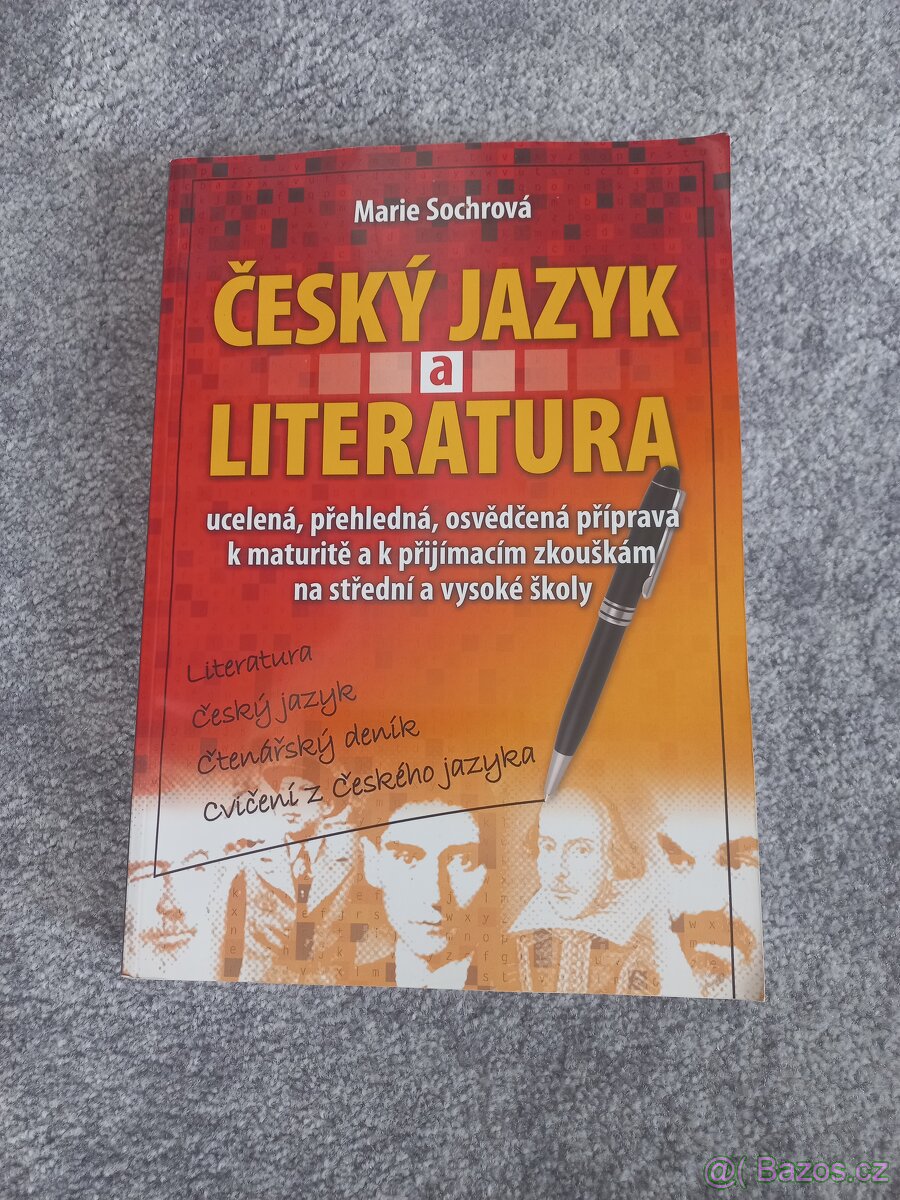 Marie Sochrová
ČESKÝ JAZYK
a
LITERATURA
ucelená, přehledná, osvědčená příprava
k maturitě a k přijímacím zkouškám
na střední a vysoké školy
Literatura
Český jazyk
Čtenářský deník
Cvičení z českého jazyka
@( Bazos.cz